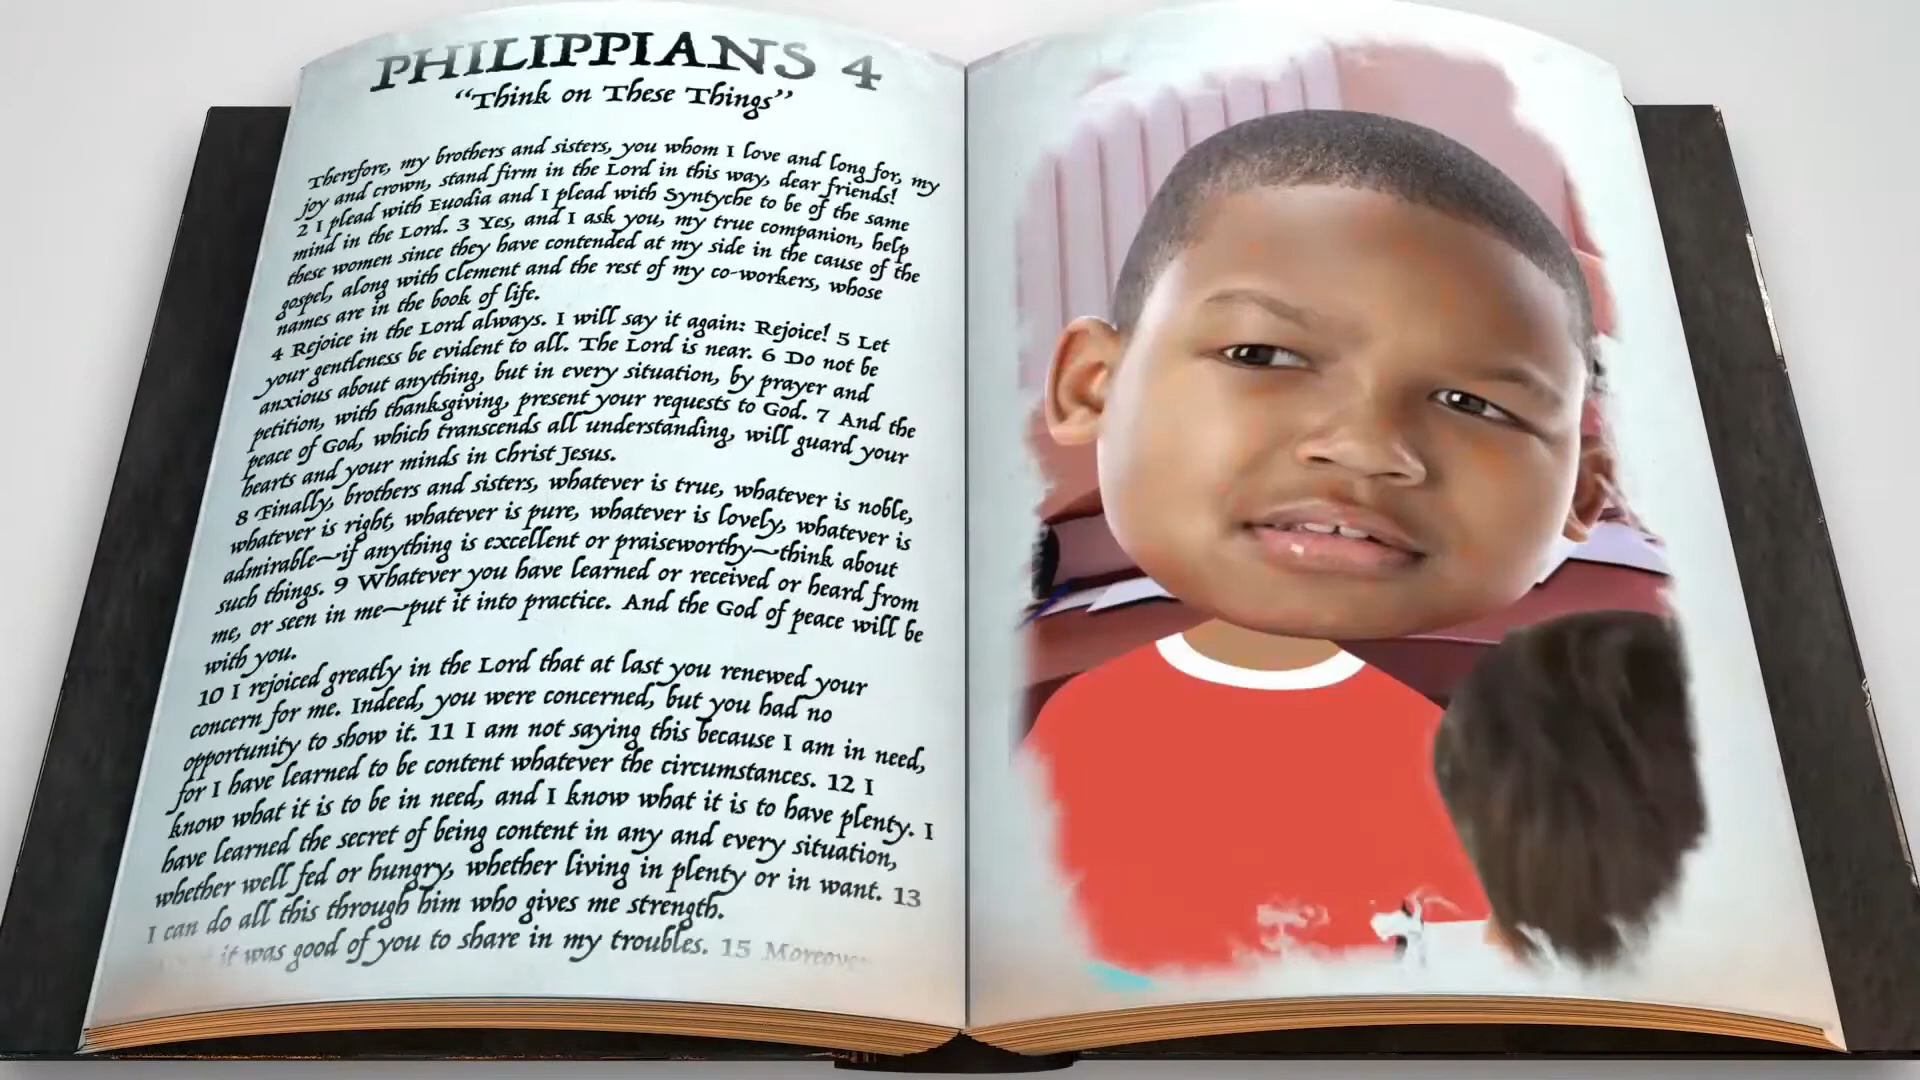 PHILIPPIANS 4
“Think on These Things”
Therefore, my brothers and sisters, you whom I love and long for, my
joy and crown, stand firm in the Lord in this way, dear friends!
2 I plead with Euodia and I plead with Syntyche to be of the same
mind in the Lord. 3 Yes, and I ask you, my true companion, help
these women since they have contended at my side in the cause of the
gospel, along with Clement and the rest of my co-workers, whose
names are in the book of life.
4 Rejoice in the Lord always. I will say it again: Rejoice! 5 Let
your gentleness be evident to all. The Lord is near. 6 Do not be
anxious about anything, but in every situation, by prayer and
petition, with thanksgiving, present your requests to God. 7 And the
peace of God, which transcends all understanding, will guard your
hearts and your minds in Christ Jesus.
8 Finally, brothers and sisters, whatever is true, whatever is noble,
whatever is right, whatever is pure, whatever is lovely, whatever is
admirable—if anything is excellent or praiseworthy—think about
such things. 9 Whatever you have learned or received or heard from
me, or seen in me—put it into practice. And the God of peace will be
with you.
10 I rejoiced greatly in the Lord that at last you renewed your
concern for me. Indeed, you were concerned, but you had no
opportunity to show it. 11 I am not saying this because I am in need,
for I have learned to be content whatever the circumstances. 12 I
know what it is to be in need, and I know what it is to have plenty. I
have learned the secret of being content in any and every situation,
whether well fed or hungry, whether living in plenty or in want. 13
I can do all this through him who gives me strength.
it was good of you to share in my troubles. 15 Moreover